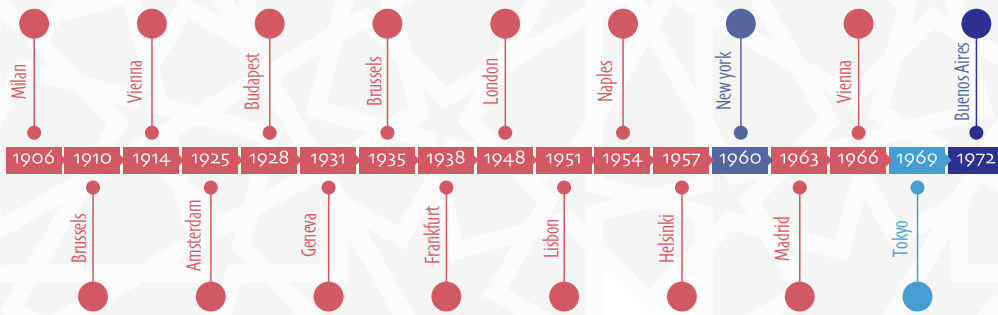 Milan
Vienna
Budapest
Brussels
London
Naples
New york
Vienna
Buenos Aires
1906 1910 1914 1925 1928 1931 1935 1938 1948 1951 1954 1957 1960 1963 1966 1969 1972
Brussels
Amsterdam
Geneva
Frankfurt
Lisbon
Helsinki
Madrid
Tokyo